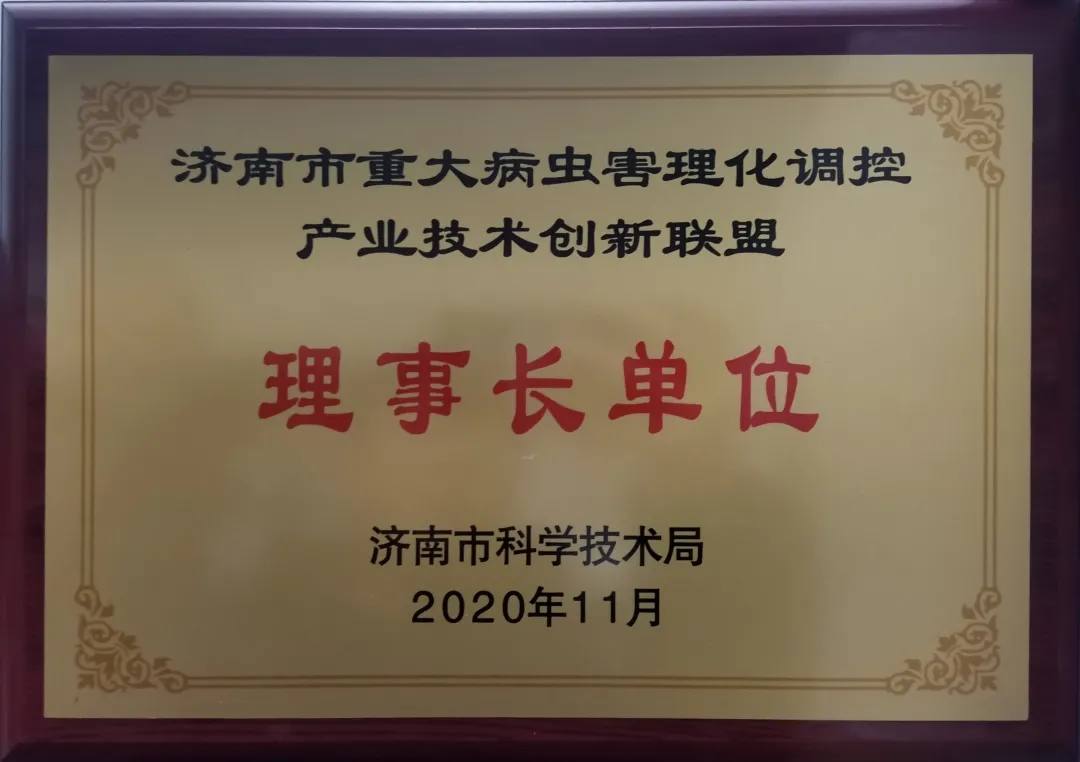 济南市重大病虫害理化调控
产业技术创新联盟
理事长单位
济南市科学技术局
2020年11月